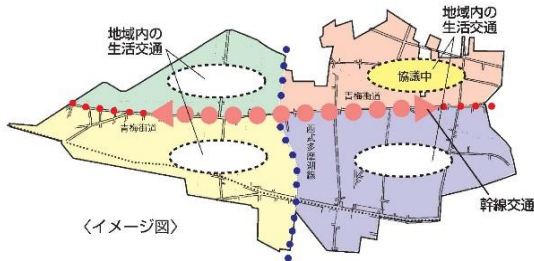 地域内の
生活交通
地域内の
生活交通
協議中
青梅街道
青梅街道
西武多摩湖線
幹線交通
〈イメージ図〉